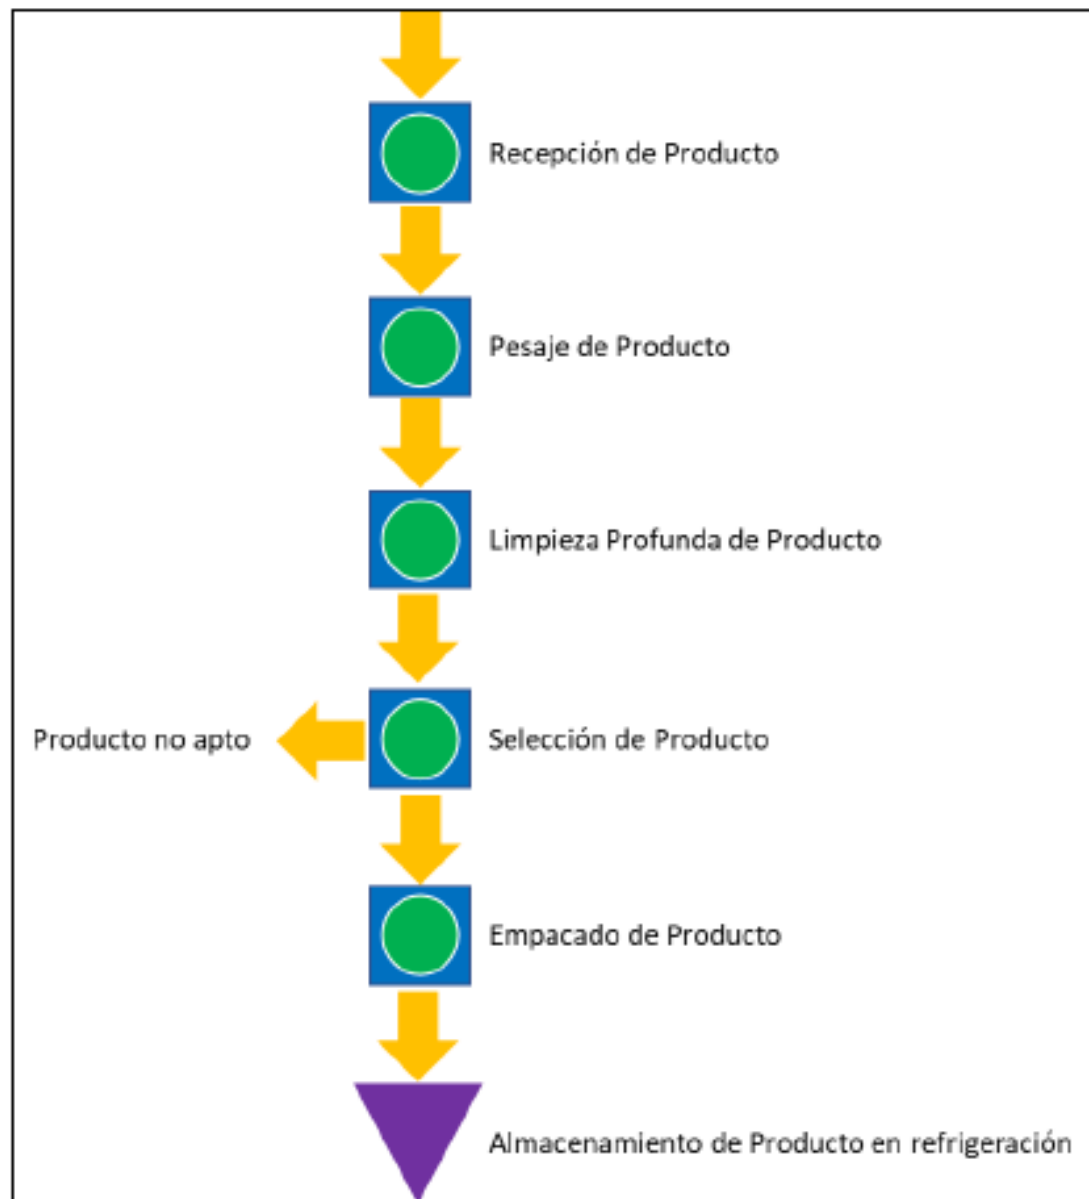 Recepción de Producto
Pesaje de Producto
Limpieza Profunda de Producto
Producto no apto
Selección de Producto
Empacado de Producto
Almacenamiento de Producto en refrigeración